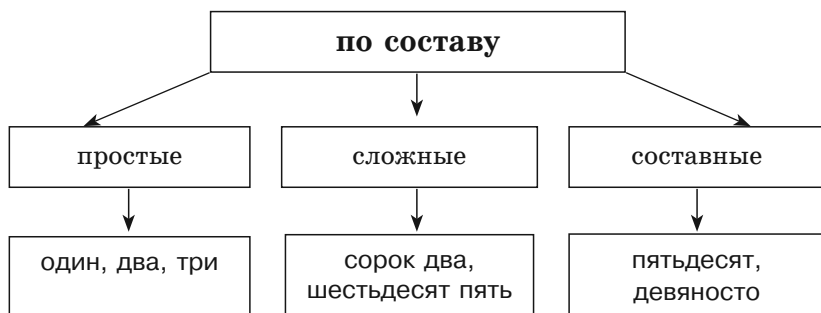 по составу
простые
сложные
составные
один, два, три
сорок два,
шестьдесят пять
пятьдесят,
девяносто